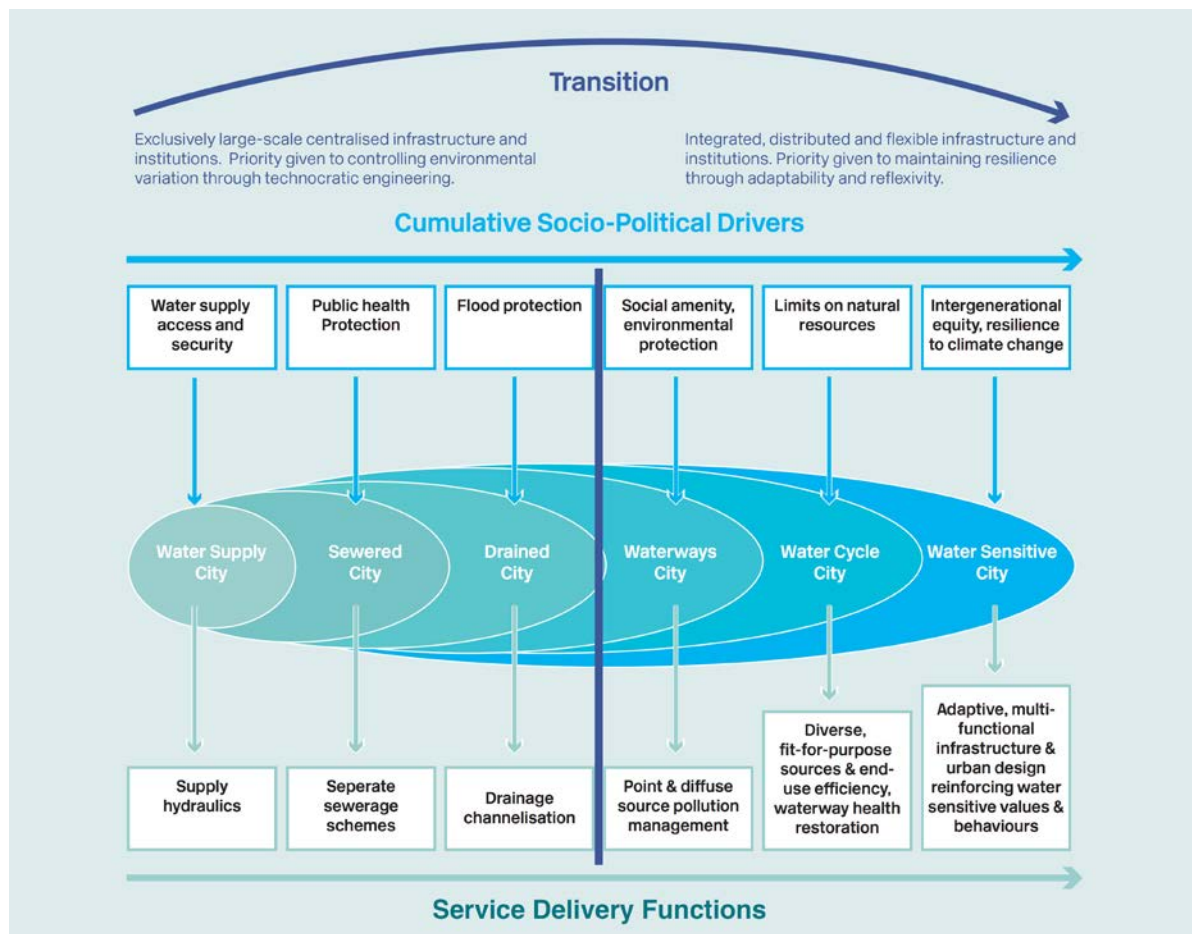 Transition
Exclusively large-scale centralised infrastructure and
institutions. Priority given to controlling environmental
variation through technocratic engineering.
Integrated, distributed and flexible infrastructure and
institutions. Priority given to maintaining resilience
through adaptability and reflexivity.
Cumulative Socio-Political Drivers
Water supply
access and
security
Public health
Protection
Flood protection
Social amenity,
environmental
protection
Limits on natural
resources
Intergenerational
equity, resilience
to climate change
Water Supply
City
Sewered
City
Drained
City
Waterways
City
Water Cycle
City
Water Sensitive
City
Supply
hydraulics
Seperate
sewerage
schemes
Drainage
channelisation
Point & diffuse
source pollution
management
Diverse,
fit-for-purpose
sources & end-
use efficiency,
waterway health
restoration
Adaptive, multi-
functional
infrastructure &
urban design
reinforcing water
sensitive values &
behaviours
Service Delivery Functions